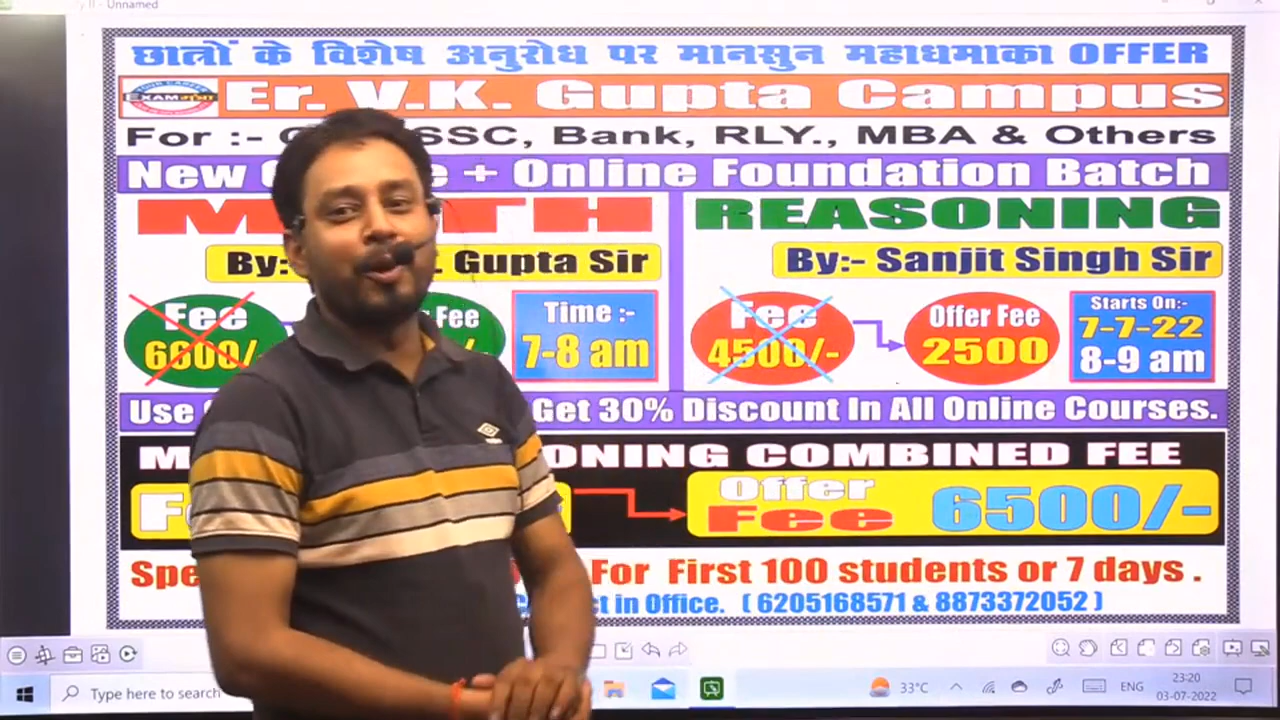 II - Unnamed
छात्रों के विशेष अनुरोध पर मानसुन महाधमाका OFFER
EXAM
Er. V.K. Gupta Campus
For :- SSC, Bank, RLY., MBA & Others
New + Online Foundation Batch
REASONING
By: Gupta Sir
By:- Sanjit Singh Sir
Fee
6600/-
Fee
Time :-
7-8 am
Fee
4500/-
Offer Fee
2500
Starts On:-
7-7-22
8-9 am
Use Get 30% Discount In All Online Courses.
COMBINED FEE
Offer
Fee
6500/-
For First 100 students or 7 days .
in Office. ( 6205168571 & 8873372052 )
Type here to search
33°C
ENG
23:20
03-07-2022